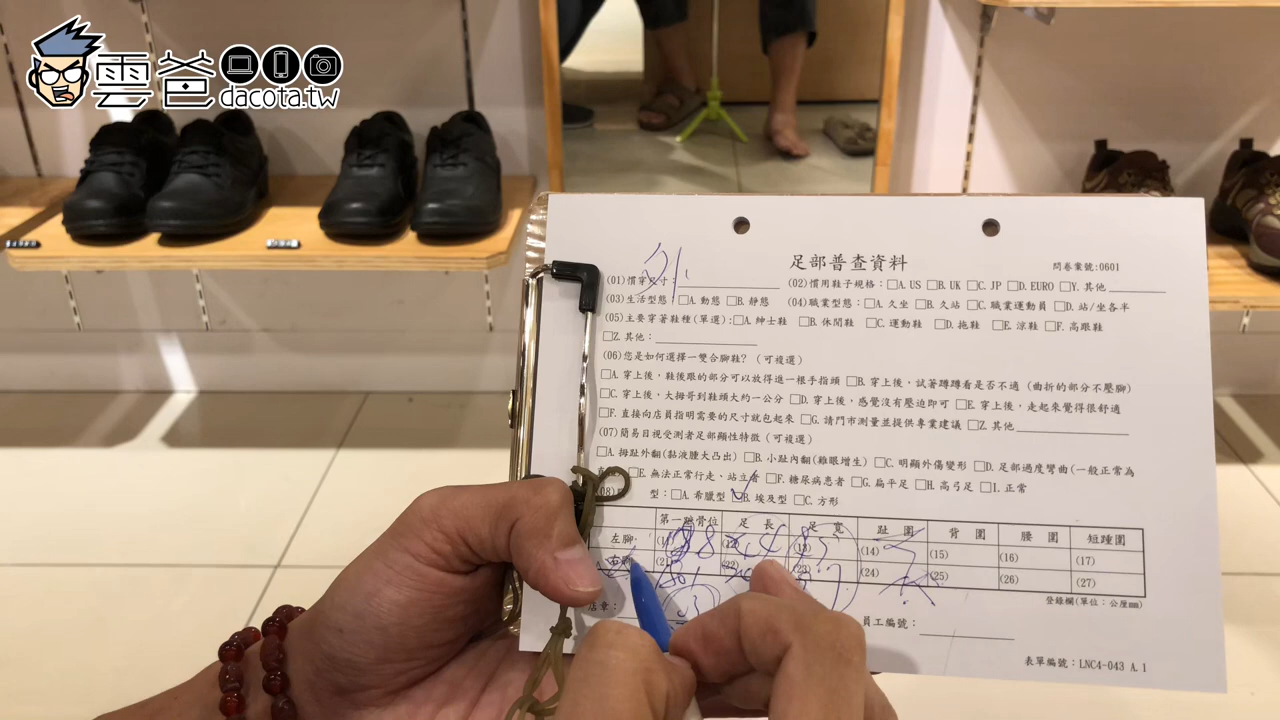 雲爸
dacota.tw
足部普查資料
問卷業號:0601
(01)慣穿尺寸: 21 (02)慣用鞋子規格:□A. US □B. UK □C. JP □D. EURO □Y. 其他
(03)生活型態:□A. 動態 □B. 靜態 (04)職業型態:□A. 久坐 □B. 久站 □C. 職業運動員 □D. 站/坐各半
(05)主要穿著鞋種(單選):□A. 紳士鞋 □B. 休閒鞋 □C. 運動鞋 □D. 拖鞋 □E. 涼鞋 □F. 高跟鞋
□Z. 其他:
(06)您是如何選擇一雙合腳鞋?(可複選)
□A. 穿上後,鞋後跟的部分可以放得進一根手指頭 □B. 穿上後,試著蹲蹲看是否不適(曲折的部分不壓腳)
□C. 穿上後,大拇哥到鞋頭大約一公分 □D. 穿上後,感覺沒有壓迫即可 □E. 穿上後,走起來覺得很舒適
□F. 直接向店員指明需要的尺寸就包起來 □G. 請門市測量並提供專業建議 □Z. 其他
(07)簡易目視受測者足部顯性特徵(可複選)
□A. 拇趾外翻(黏液腫大凸出) □B. 小趾內翻(雞眼增生) □C. 明顯外傷變形 □D. 足部過度彎曲(一般正常為
□E. 無法正常行走、站立者 □F. 糖尿病患者 □G. 扁平足 □H. 高弓足 □I. 正常
(08) 型:□A. 希臘型 ☑B. 埃及型 □C. 方形
第一蹠骨位 足長 足寬 趾圍 背圍 腰圍 短踵圍
左腳 (14) (15) (16) (17)
右腳 (22) (23) (24) (25) (26) (27)
登錄欄(單位:公厘mm)
店章: 員工編號:
表單編號:LNC4-043 A.1